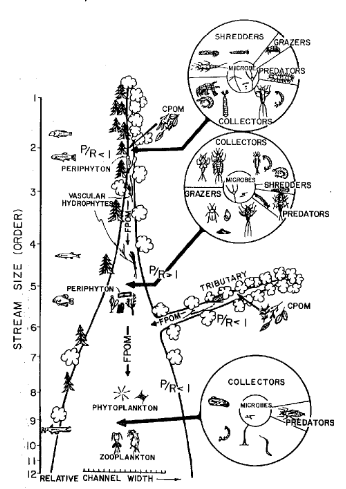 SHREDDERS
GRAZERS
MICROBES
PREDATORS
COLLECTORS
1
CPOM
P/R < 1
2
PERIPHYTON
3
VASCULAR
HYDROPHYTES
FPOM
COLLECTORS
MICROBES
SHREDDERS
GRAZERS
PREDATORS
4
P/R > 1
5
PERIPHYTON
TRIBUTARY
CPOM
FPOM
P/R < 1
6
STREAM SIZE (ORDER)
7
FPOM
P/R < 1
8
COLLECTORS
PHYTOPLANKTON
MICROBES
9
PREDATORS
10
ZOOPLANKTON
11
12
RELATIVE CHANNEL WIDTH